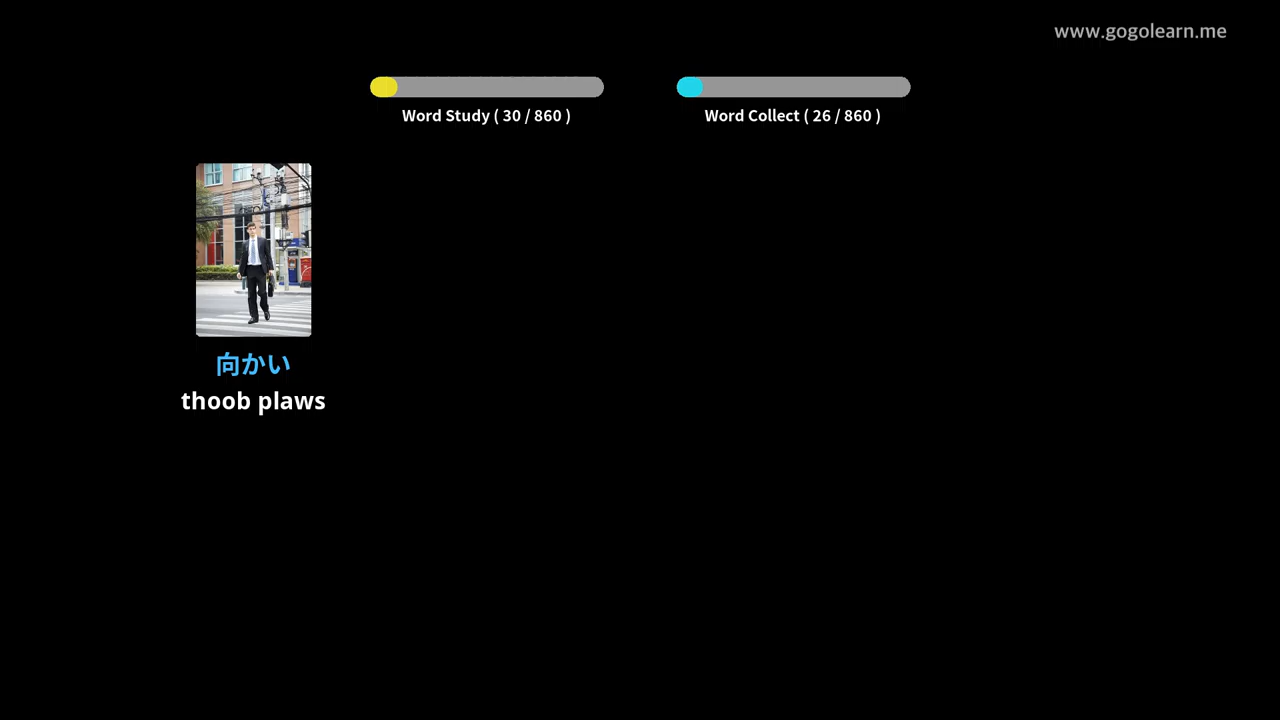 www.gogolearn.me
Word Study ( 30 / 860 )
Word Collect ( 26 / 860 )
向かい
thoob plaws